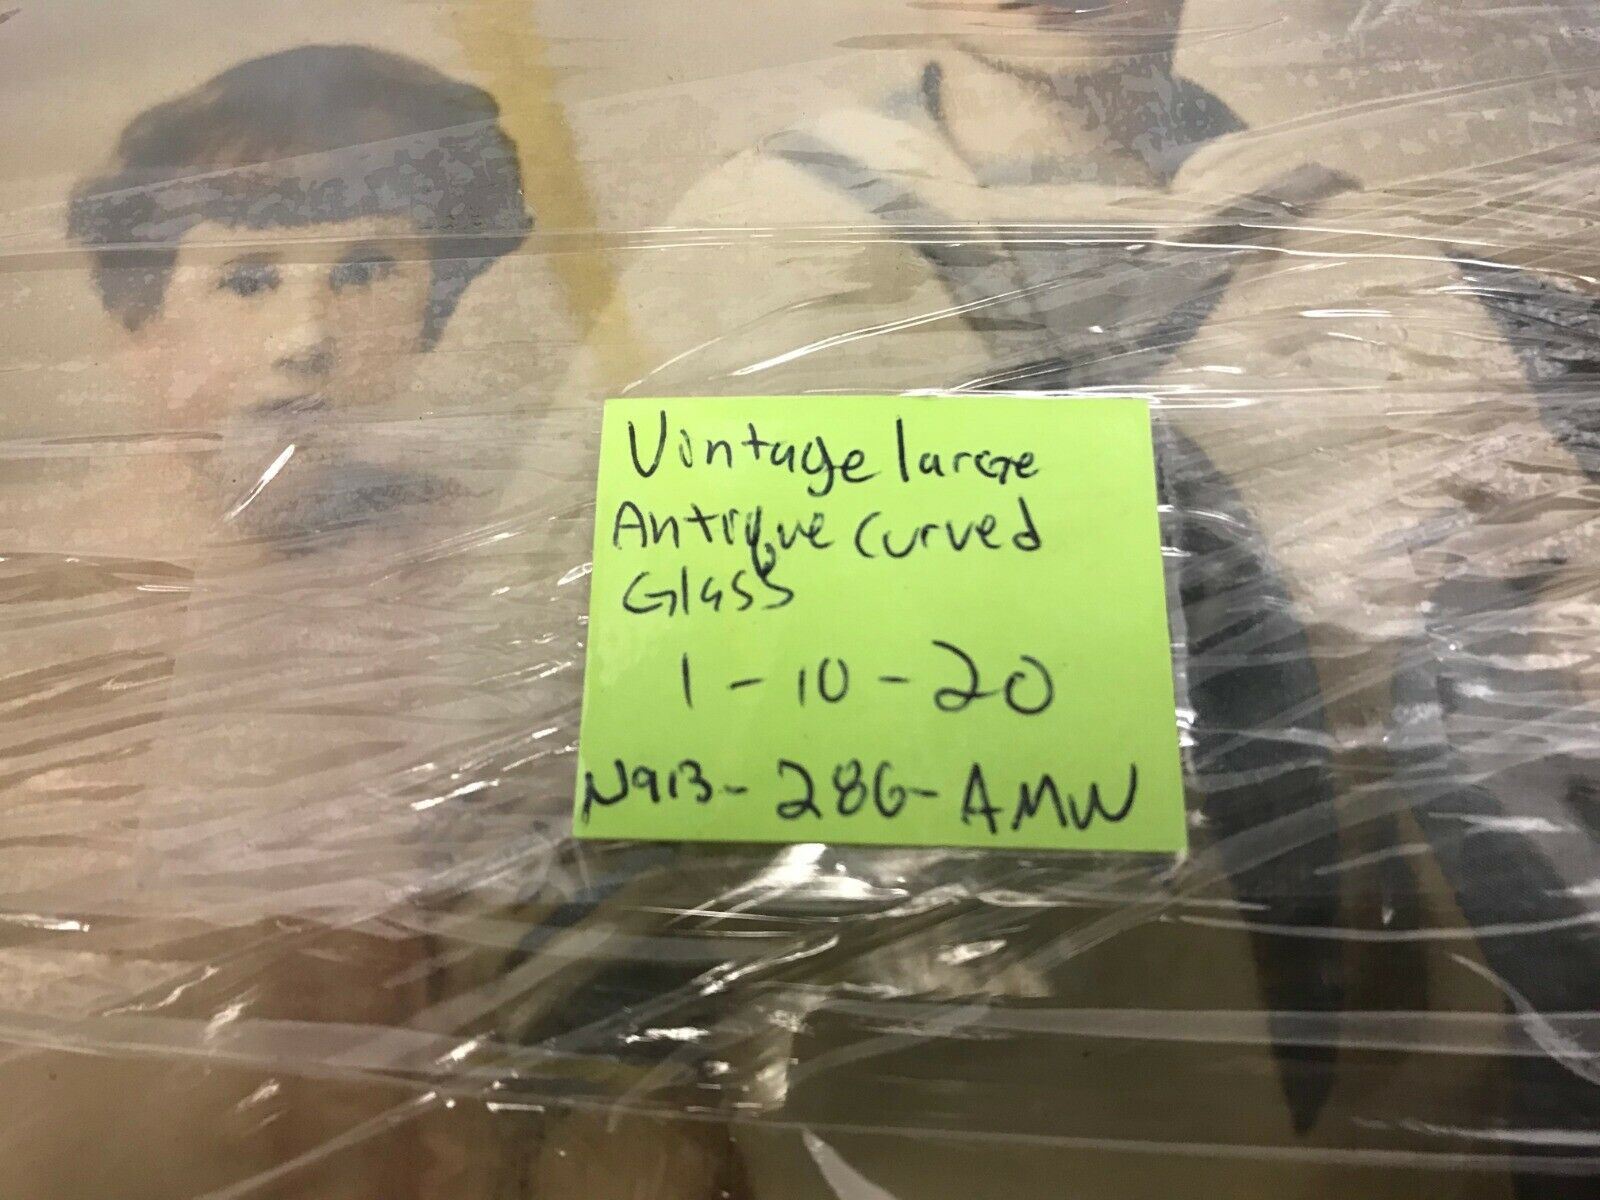 Vintage large
Antique Curved
Glass
1-10-20
N913-286-AMW